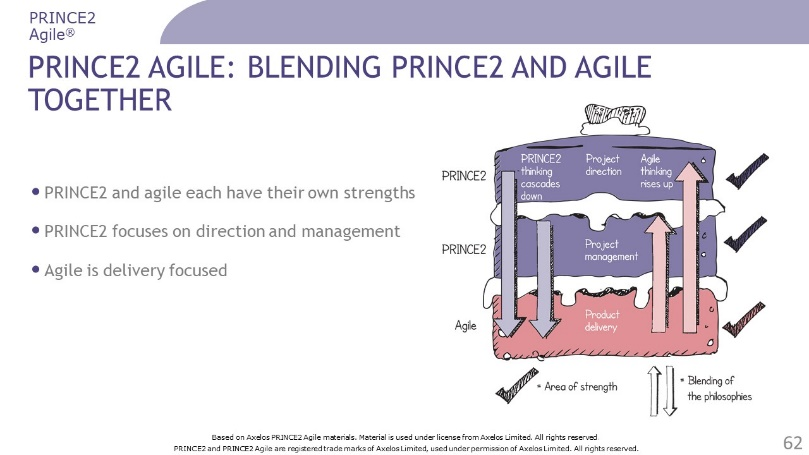 PRINCE2
Agile®
PRINCE2 AGILE: BLENDING PRINCE2 AND AGILE
TOGETHER
• PRINCE2 and agile each have their own strengths
• PRINCE2 focuses on direction and management
• Agile is delivery focused
PRINCE2
PRINCE2
thinking
cascades
down
Project
direction
Agile
thinking
rises up
PRINCE2
Project
management
Agile
Product
delivery
= Area of strength
= Blending of
the philosophies
Based on Axelos PRINCE2 Agile materials. Material is used under license from Axelos Limited. All rights reserved
PRINCE2 and PRINCE2 Agile are registered trade marks of Axelos Limited, used under permission of Axelos Limited. All rights reserved.
62